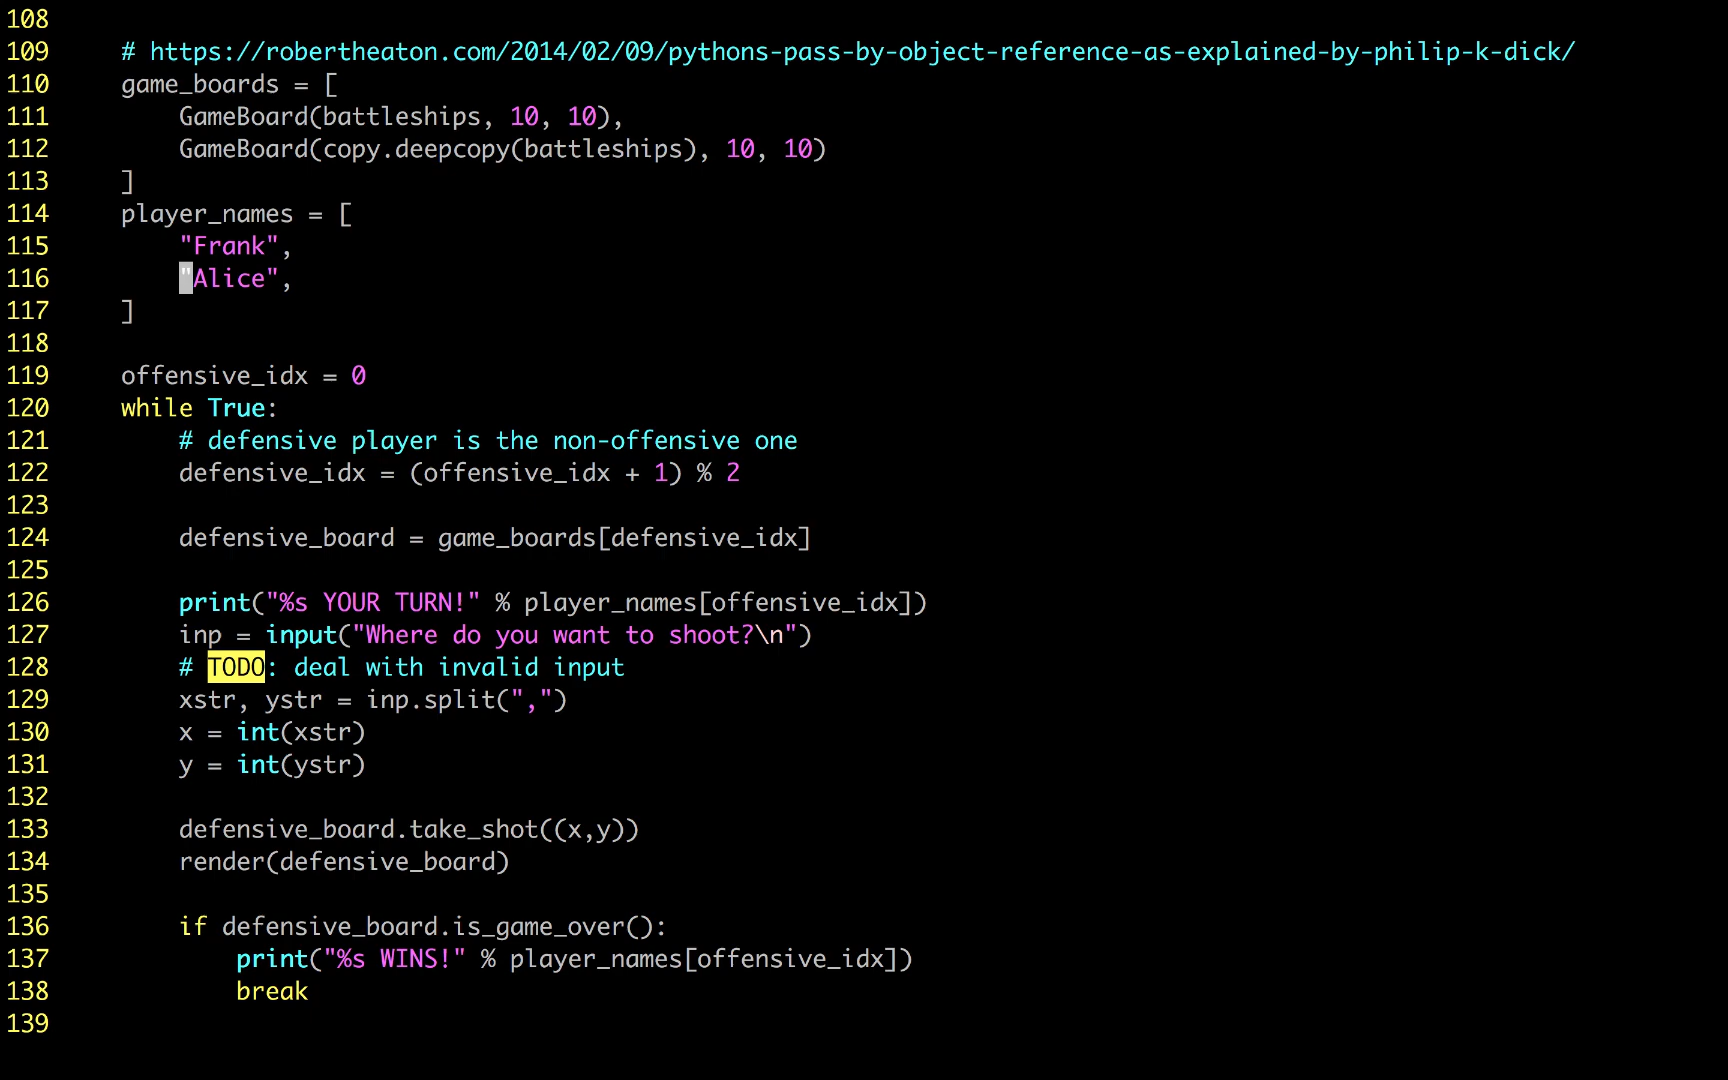 108
109     # https://robertheaton.com/2014/02/09/pythons-pass-by-object-reference-as-explained-by-philip-k-dick/
110     game_boards = [
111         GameBoard(battleships, 10, 10),
112         GameBoard(copy.deepcopy(battleships), 10, 10)
113     ]
114     player_names = [
115         "Frank",
116         "Alice",
117     ]
118
119     offensive_idx = 0
120     while True:
121         # defensive player is the non-offensive one
122         defensive_idx = (offensive_idx + 1) % 2
123
124         defensive_board = game_boards[defensive_idx]
125
126         print("%s YOUR TURN!" % player_names[offensive_idx])
127         inp = input("Where do you want to shoot?\n")
128         # TODO: deal with invalid input
129         xstr, ystr = inp.split(",")
130         x = int(xstr)
131         y = int(ystr)
132
133         defensive_board.take_shot((x,y))
134         render(defensive_board)
135
136         if defensive_board.is_game_over():
137             print("%s WINS!" % player_names[offensive_idx])
138             break
139